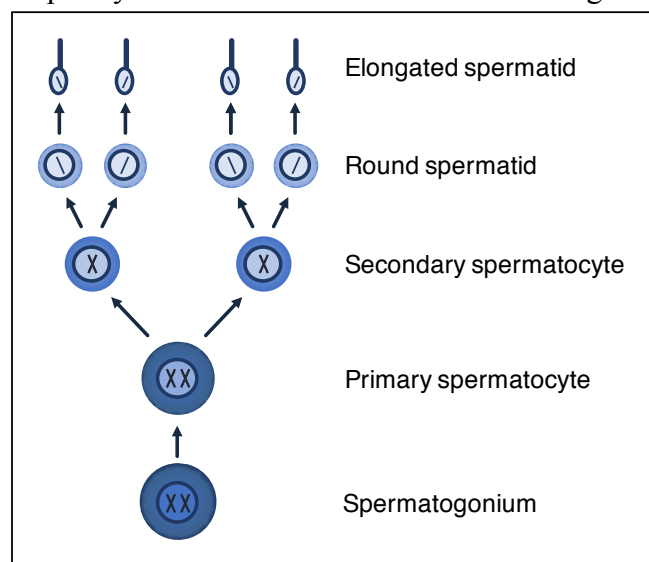 Elongated spermatid
Round spermatid
Secondary spermatocyte
Primary spermatocyte
Spermatogonium